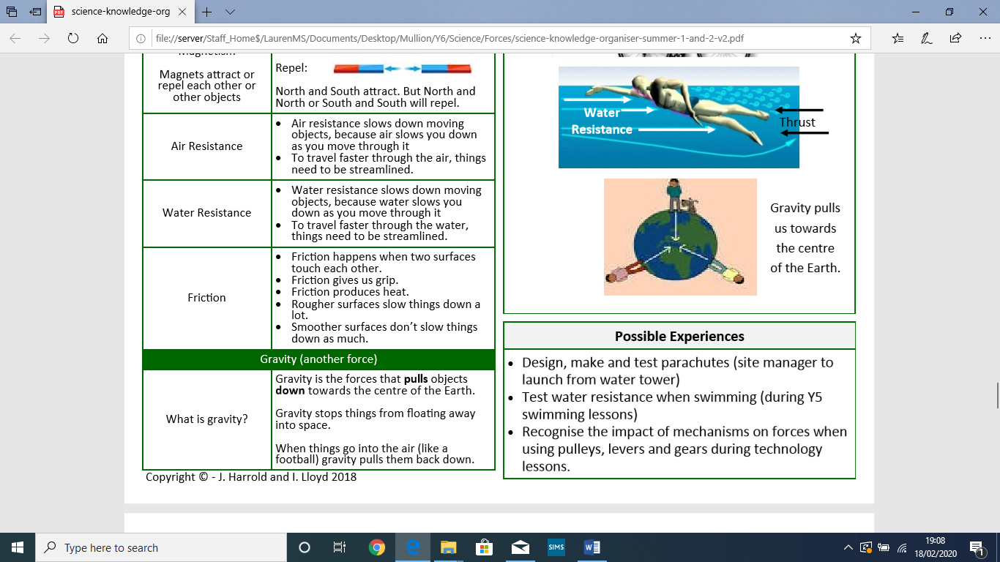 science-knowledge-org
file://server/Staff_Home$/LaurenMS/Documents/Desktop/Mullion/Y6/Science/Forces/science-knowledge-organiser-summer-1-and-2-v2.pdf
Magnetism
Magnets attract or
repel each other or
other objects
Repel:
North and South attract. But North and
North or South and South will repel.
Air Resistance
• Air resistance slows down moving
objects, because air slows you down
as you move through it
• To travel faster through the air, things
need to be streamlined.
Water Resistance
• Water resistance slows down moving
objects, because water slows you
down as you move through it
• To travel faster through the water,
things need to be streamlined.
Friction
• Friction happens when two surfaces
touch each other.
• Friction gives us grip.
• Friction produces heat.
• Rougher surfaces slow things down a
lot.
• Smoother surfaces don't slow things
down as much.
Gravity (another force)
What is gravity?
Gravity is the forces that pulls objects
down towards the centre of the Earth.
Gravity stops things from floating away
into space.
When things go into the air (like a
football) gravity pulls them back down.
Copyright © - J. Harrold and I. Lloyd 2018
Water
Resistance
Thrust
Gravity pulls
us towards
the centre
of the Earth.
Possible Experiences
• Design, make and test parachutes (site manager to
launch from water tower)
• Test water resistance when swimming (during Y5
swimming lessons)
• Recognise the impact of mechanisms on forces when
using pulleys, levers and gears during technology
lessons.
Type here to search
SIMS
19:08
18/02/2020
1